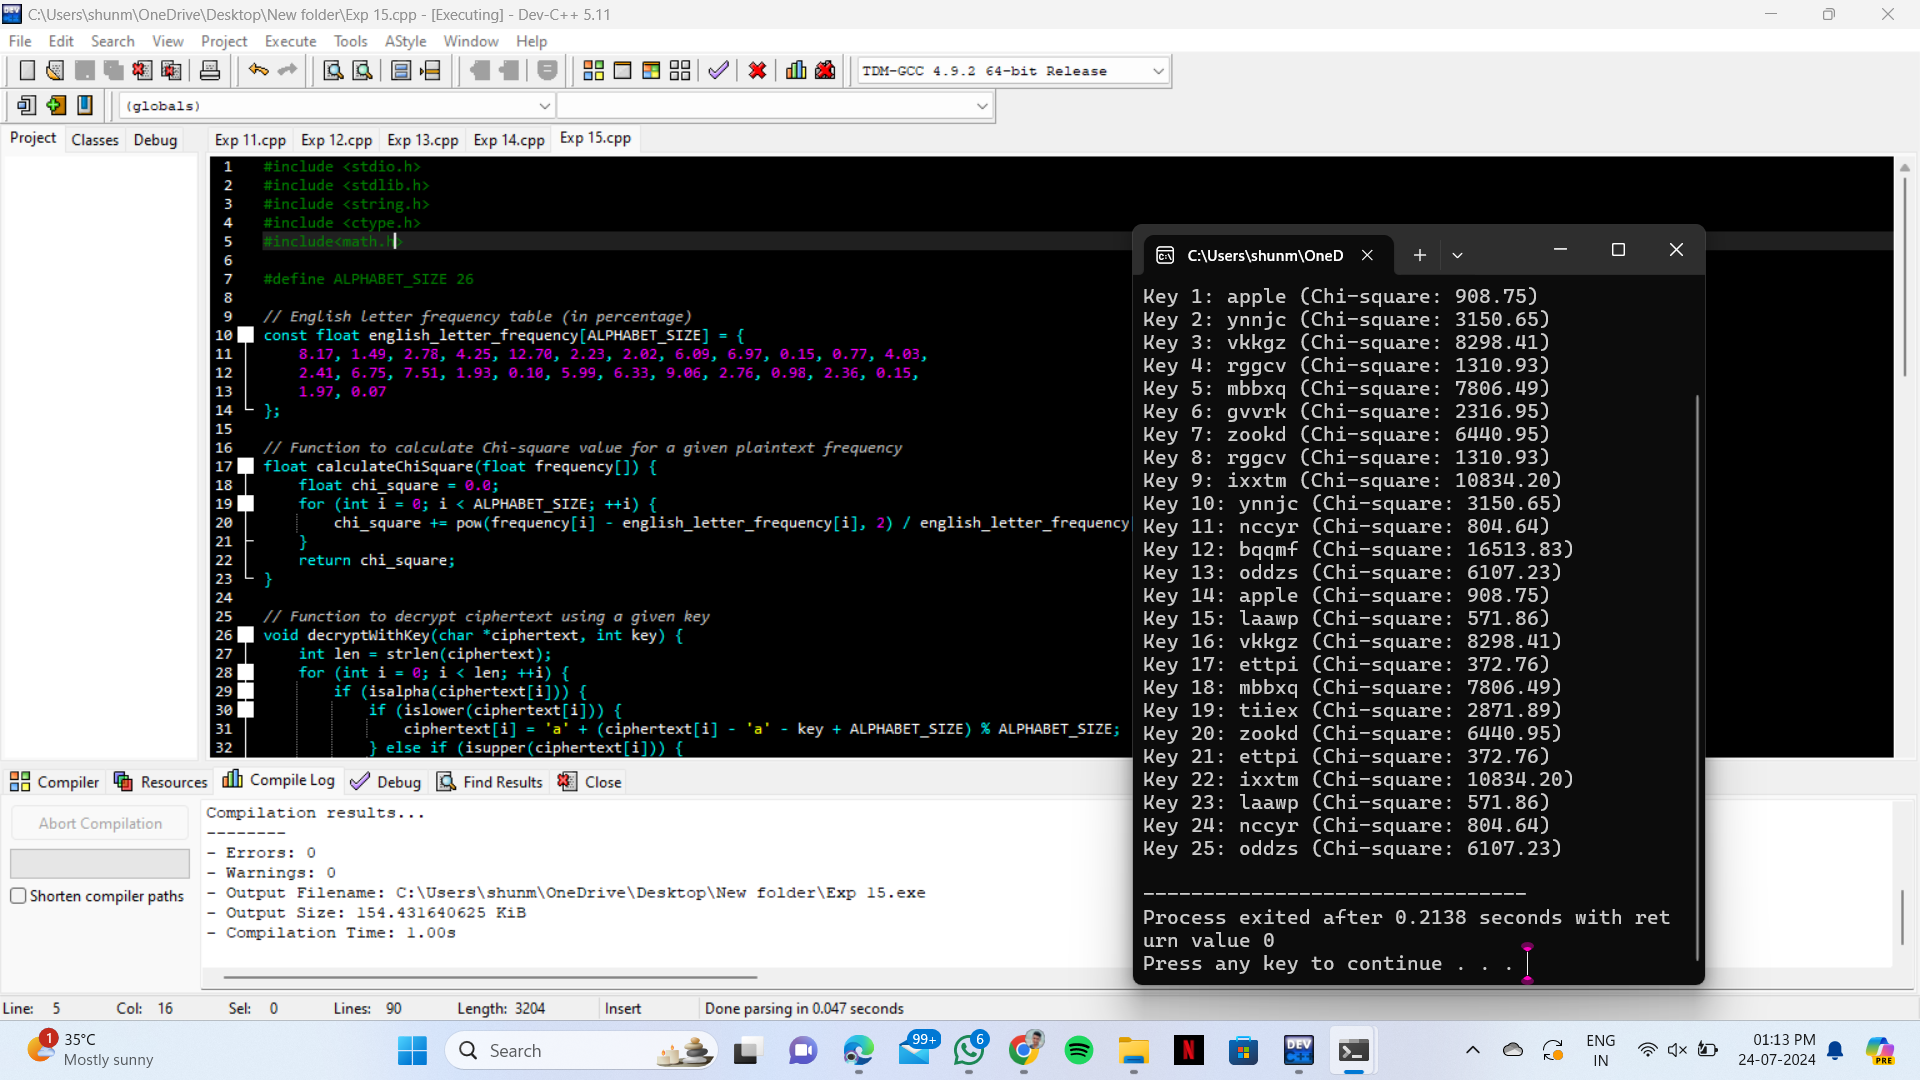 C:\Users\shunm\OneDrive\Desktop\New folder\Exp 15.cpp - [Executing] - Dev-C++ 5.11
File Edit Search View Project Execute Tools AStyle Window Help
TDM-GCC 4.9.2 64-bit Release
(globals)
Project Classes Debug
Exp 11.cpp Exp 12.cpp Exp 13.cpp Exp 14.cpp Exp 15.cpp
1 #include <stdio.h>
2 #include <stdlib.h>
3 #include <string.h>
4 #include <ctype.h>
5 #include<math.h>
6
7 #define ALPHABET_SIZE 26
8
9 // English letter frequency table (in percentage)
10 const float english_letter_frequency[ALPHABET_SIZE] = {
11 8.17, 1.49, 2.78, 4.25, 12.70, 2.23, 2.02, 6.09, 6.97, 0.15, 0.77, 4.03,
12 2.41, 6.75, 7.51, 1.93, 0.10, 5.99, 6.33, 9.06, 2.76, 0.98, 2.36, 0.15,
13 1.97, 0.07
14 };
15
16 // Function to calculate Chi-square value for a given plaintext frequency
17 float calculateChiSquare(float frequency[]) {
18 float chi_square = 0.0;
19 for (int i = 0; i < ALPHABET_SIZE; ++i) {
20 chi_square += pow(frequency[i] - english_letter_frequency[i], 2) / english_letter_frequency
21 }
22 return chi_square;
23 }
24
25 // Function to decrypt ciphertext using a given key
26 void decryptWithKey(char *ciphertext, int key) {
27 int len = strlen(ciphertext);
28 for (int i = 0; i < len; ++i) {
29 if (isalpha(ciphertext[i])) {
30 if (islower(ciphertext[i])) {
31 ciphertext[i] = 'a' + (ciphertext[i] - 'a' - key + ALPHABET_SIZE) % ALPHABET_SIZE;
32 } else if (isupper(ciphertext[i])) {
C:\Users\shunm\OneD
Key 1: apple (Chi-square: 908.75)
Key 2: ynnjc (Chi-square: 3150.65)
Key 3: vkkgz (Chi-square: 8298.41)
Key 4: rggcv (Chi-square: 1310.93)
Key 5: mbbxq (Chi-square: 7806.49)
Key 6: gvvrk (Chi-square: 2316.95)
Key 7: zookd (Chi-square: 6440.95)
Key 8: rggcv (Chi-square: 1310.93)
Key 9: ixxtm (Chi-square: 10834.20)
Key 10: ynnjc (Chi-square: 3150.65)
Key 11: nccyr (Chi-square: 804.64)
Key 12: bqqmf (Chi-square: 16513.83)
Key 13: oddzs (Chi-square: 6107.23)
Key 14: apple (Chi-square: 908.75)
Key 15: laawp (Chi-square: 571.86)
Key 16: vkkgz (Chi-square: 8298.41)
Key 17: ettpi (Chi-square: 372.76)
Key 18: mbbxq (Chi-square: 7806.49)
Key 19: tiiex (Chi-square: 2871.89)
Key 20: zookd (Chi-square: 6440.95)
Key 21: ettpi (Chi-square: 372.76)
Key 22: ixxtm (Chi-square: 10834.20)
Key 23: laawp (Chi-square: 571.86)
Key 24: nccyr (Chi-square: 804.64)
Key 25: oddzs (Chi-square: 6107.23)
--------------------------------
Process exited after 0.2138 seconds with ret
urn value 0
Press any key to continue . . .
Compiler Resources Compile Log Debug Find Results Close
Abort Compilation
Shorten compiler paths
Compilation results...
--------
- Errors: 0
- Warnings: 0
- Output Filename: C:\Users\shunm\OneDrive\Desktop\New folder\Exp 15.exe
- Output Size: 154.431640625 KiB
- Compilation Time: 1.00s
Line: 5 Col: 16 Sel: 0 Lines: 90 Length: 3204 Insert Done parsing in 0.047 seconds
1
35°C
Mostly sunny
Search
99+
6
N
DEV
C++
ENG
IN
01:13 PM
24-07-2024
PRE